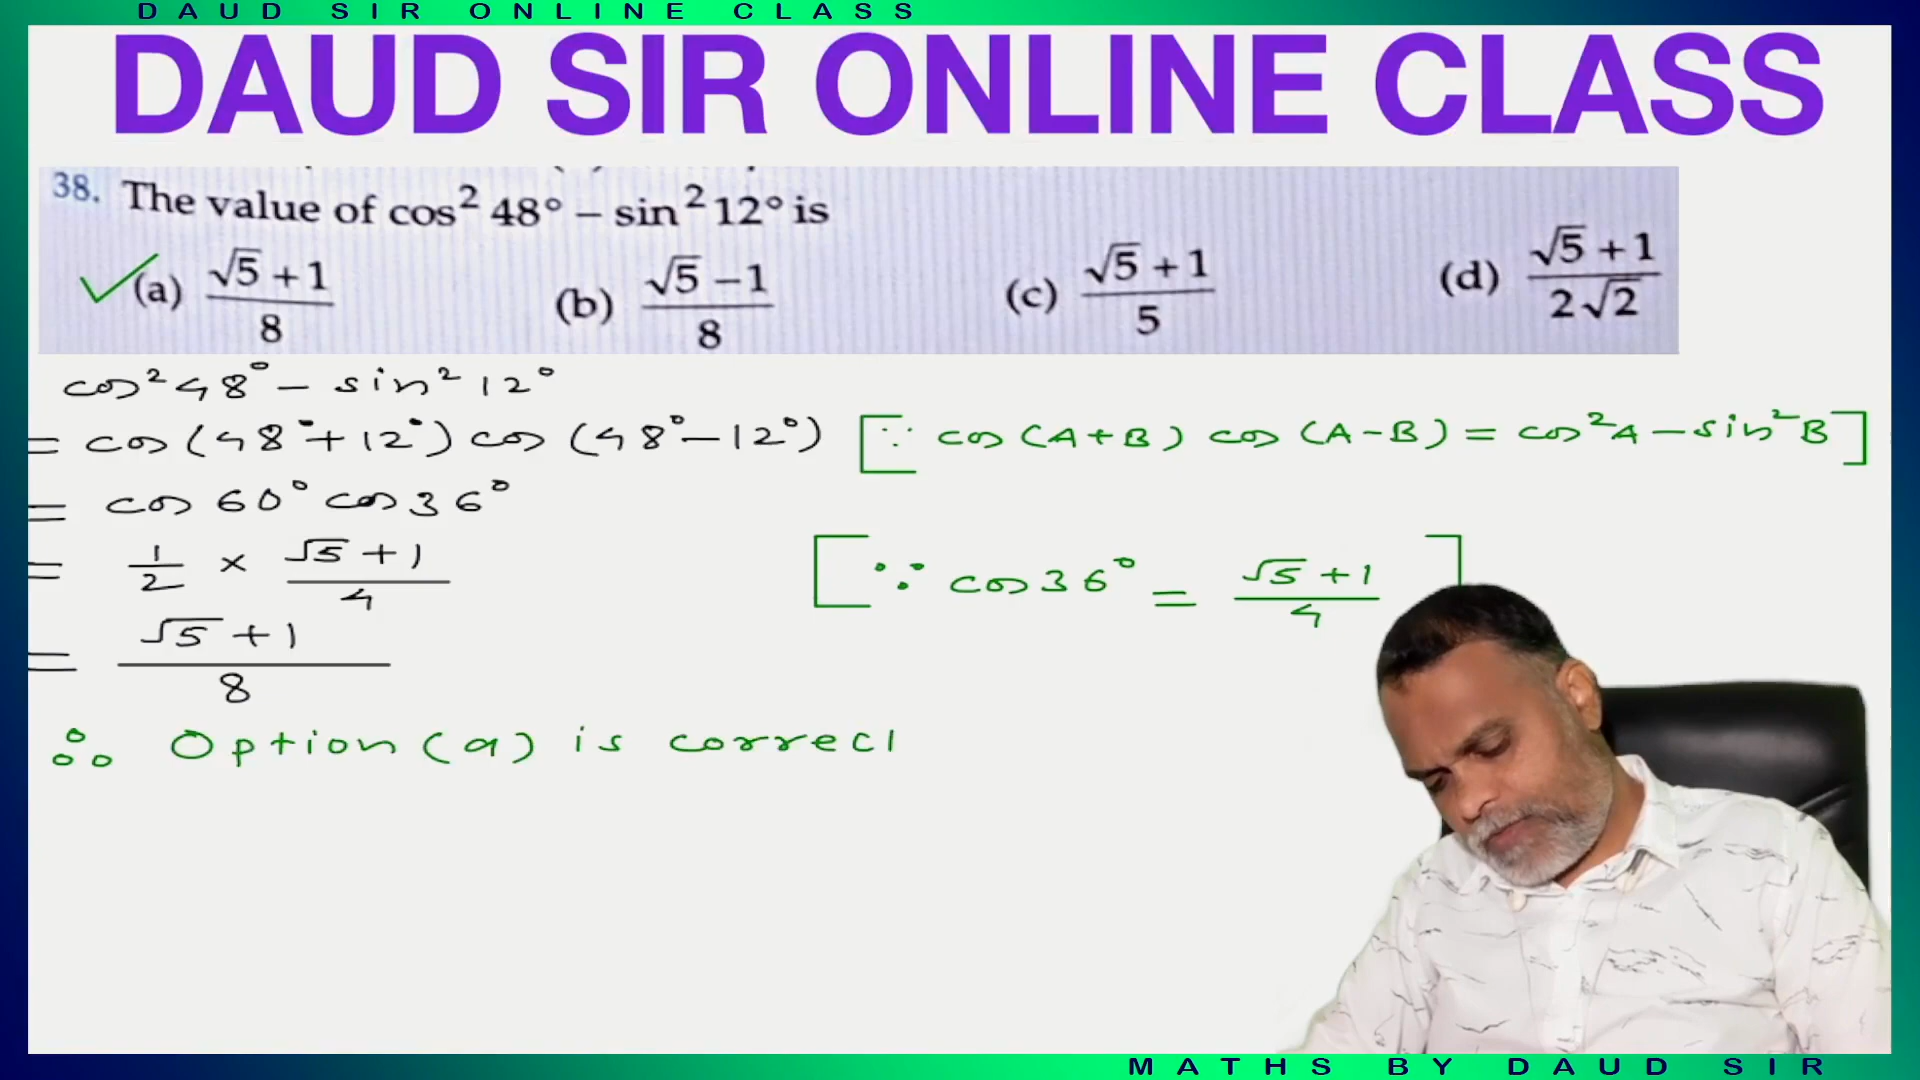 DAUD SIR ONLINE CLASS
DAUD SIR ONLINE CLASS
38. The value of cos² 48° – sin² 12° is
(a) (√5 + 1)/8 (b) (√5 – 1)/8 (c) (√5 + 1)/5 (d) (√5 + 1)/(2√2)
cos² 48° – sin² 12°
= cos (48° + 12°) cos (48° – 12°) [∵ cos (A + B) cos (A – B) = cos² A – sin² B]
= cos 60° cos 36°
= 1/2 × (√5 + 1)/4 [∵ cos 36° = (√5 + 1)/4]
= (√5 + 1)/8
∴ Option (a) is correct
MATHS BY DAUD SIR